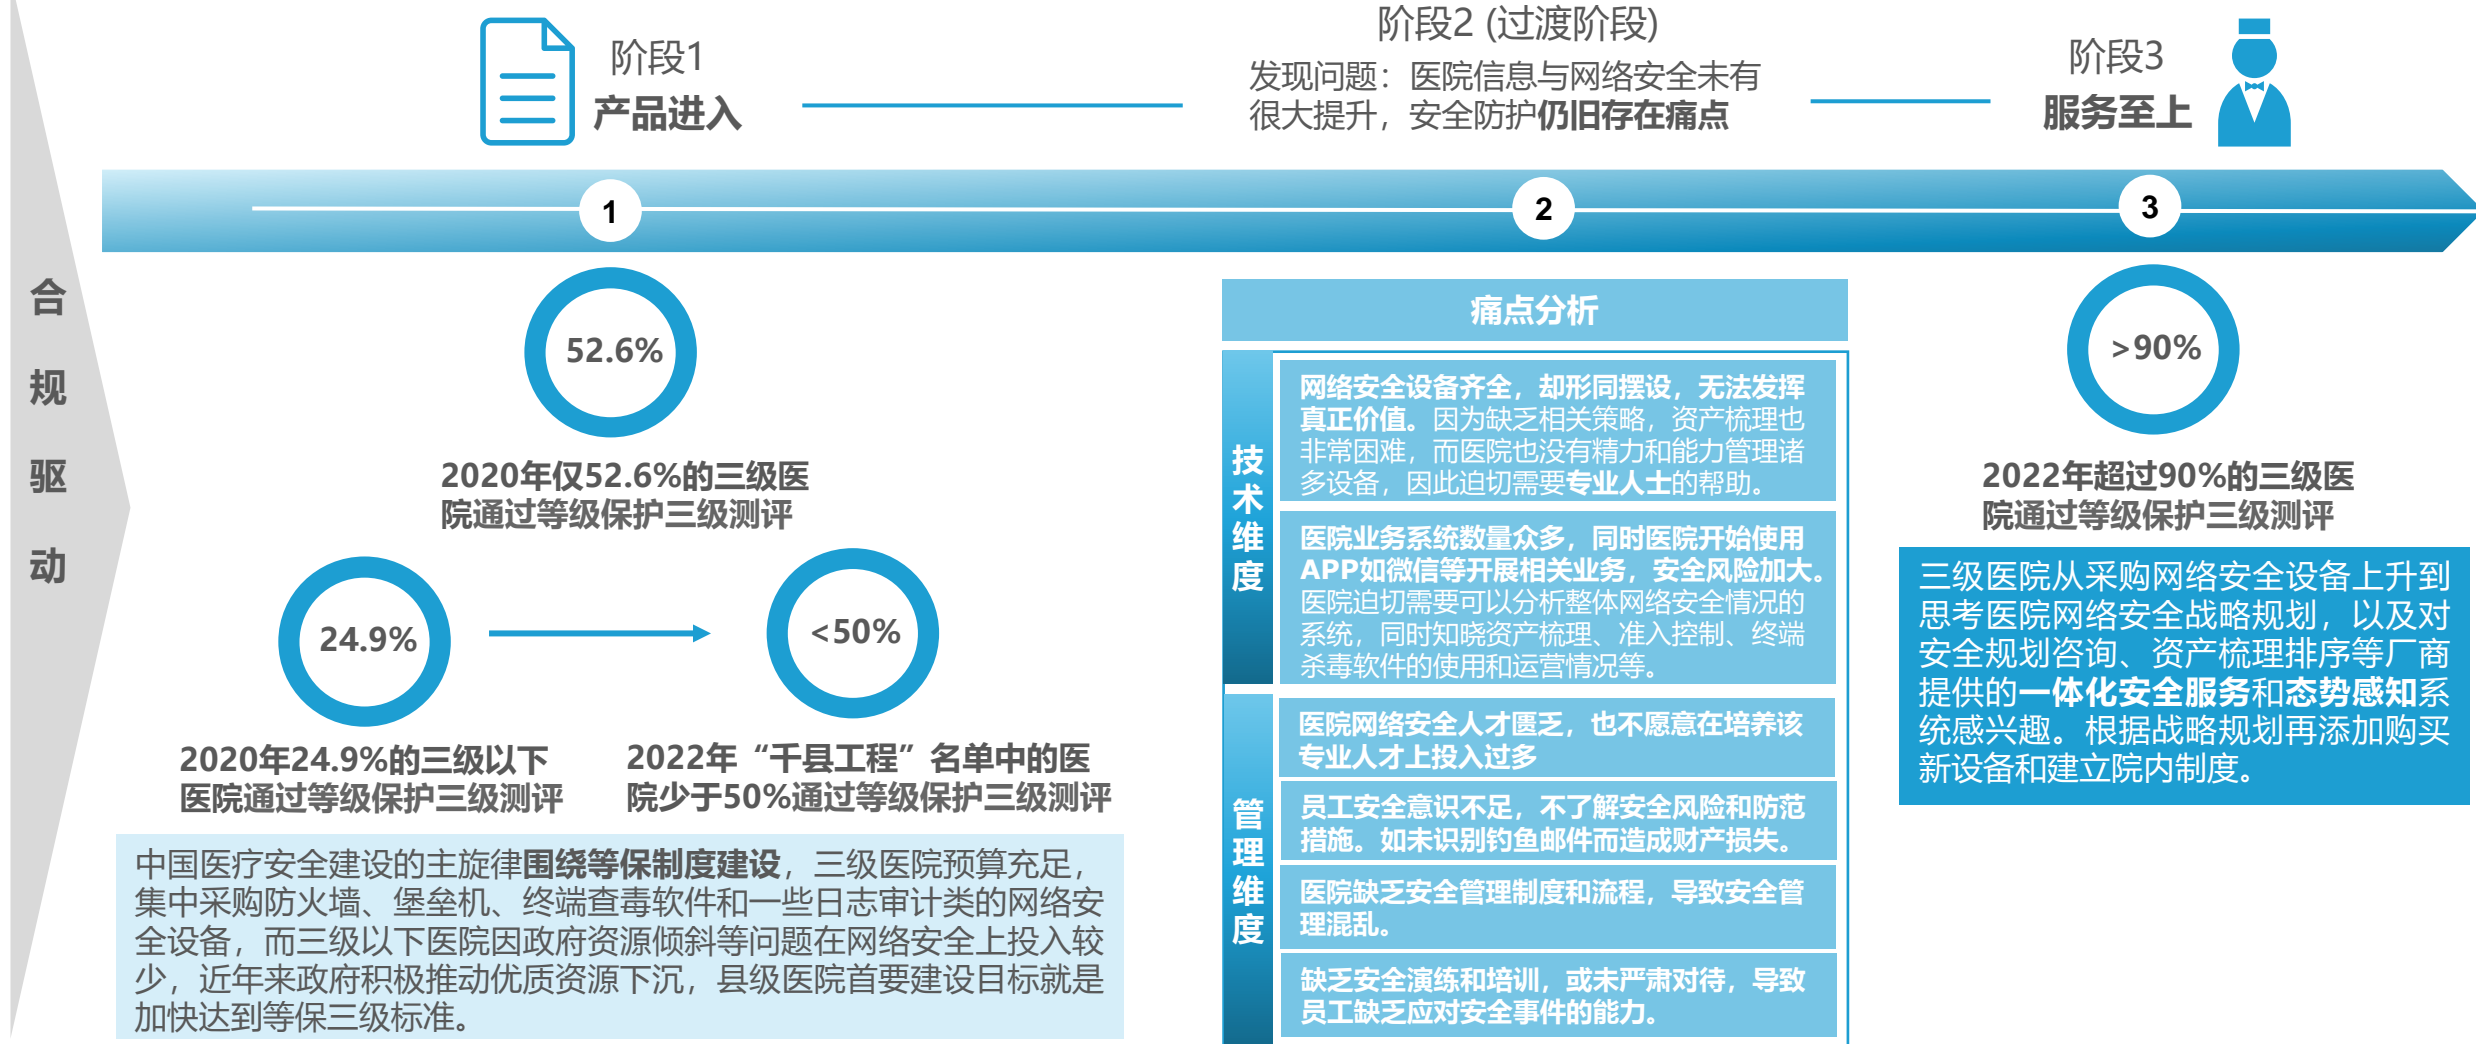 合
规
驱
动
阶段1
产品进入
阶段2 (过渡阶段)
发现问题：医院信息与网络安全未有
很大提升，安全防护仍旧存在痛点
阶段3
服务至上
1
2
3
52.6%
2020年仅52.6%的三级医
院通过等级保护三级测评
24.9%
2020年24.9%的三级以下
医院通过等级保护三级测评
<50%
2022年“千县工程”名单中的医
院少于50%通过等级保护三级测评
中国医疗安全建设的主旋律围绕等保制度建设，三级医院预算充足，
集中采购防火墙、堡垒机、终端查毒软件和一些日志审计类的网络安
全设备，而三级以下医院因政府资源倾斜等问题在网络安全上投入较
少，近年来政府积极推动优质资源下沉，县级医院首要建设目标就是
加快达到等保三级标准。
痛点分析
技
术
维
度
网络安全设备齐全，却形同摆设，无法发挥
真正价值。因为缺乏相关策略，资产梳理也
非常困难，而医院也没有精力和能力管理诸
多设备，因此迫切需要专业人士的帮助。
医院业务系统数量众多，同时医院开始使用
APP如微信等开展相关业务，安全风险加大。
医院迫切需要可以分析整体网络安全情况的
系统，同时知晓资产梳理、准入控制、终端
杀毒软件的使用和运营情况等。
管
理
维
度
医院网络安全人才匮乏，也不愿意在培养该
专业人才上投入过多
员工安全意识不足，不了解安全风险和防范
措施。如未识别钓鱼邮件而造成财产损失。
医院缺乏安全管理制度和流程，导致安全管
理混乱。
缺乏安全演练和培训，或未严肃对待，导致
员工缺乏应对安全事件的能力。
>90%
2022年超过90%的三级医
院通过等级保护三级测评
三级医院从采购网络安全设备上升到
思考医院网络安全战略规划，以及对
安全规划咨询、资产梳理排序等厂商
提供的一体化安全服务和态势感知系
统感兴趣。根据战略规划再添加购买
新设备和建立院内制度。